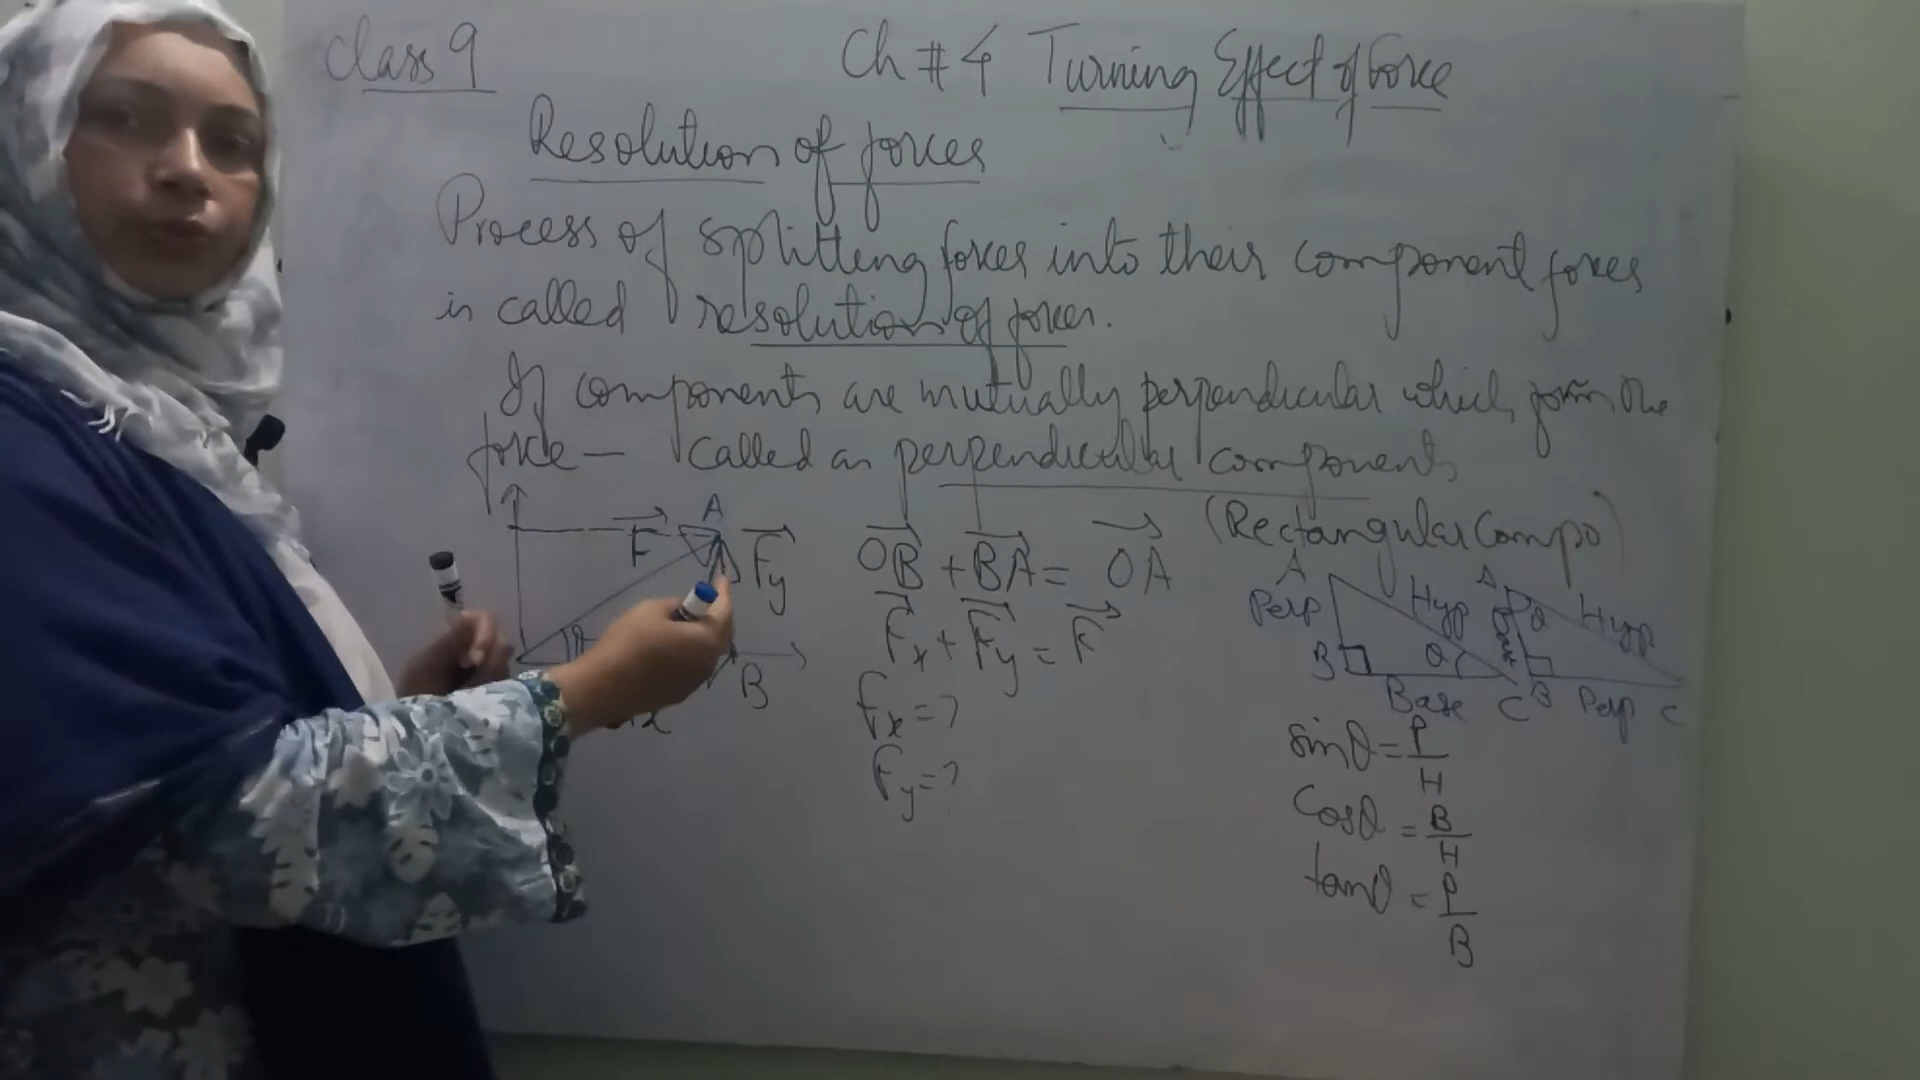 Class 9
Ch # 4 Turning Effect of Force
Resolution of forces
Process of splitting forces into their component forces
is called resolution of forces.
If components are mutually perpendicular which form the
force — called as perpendicular components
(Rectangular Compo)
A
F
Fy
θ
B
x
OB + BA = OA
Fx + Fy = F
Fx = ?
Fy = ?
A
Perp
Hyp
B
θ
Base
C
A
θ
Hyp
Base
B
Perp
C
sinθ = P/H
Cosθ = B/H
tanθ = P/B